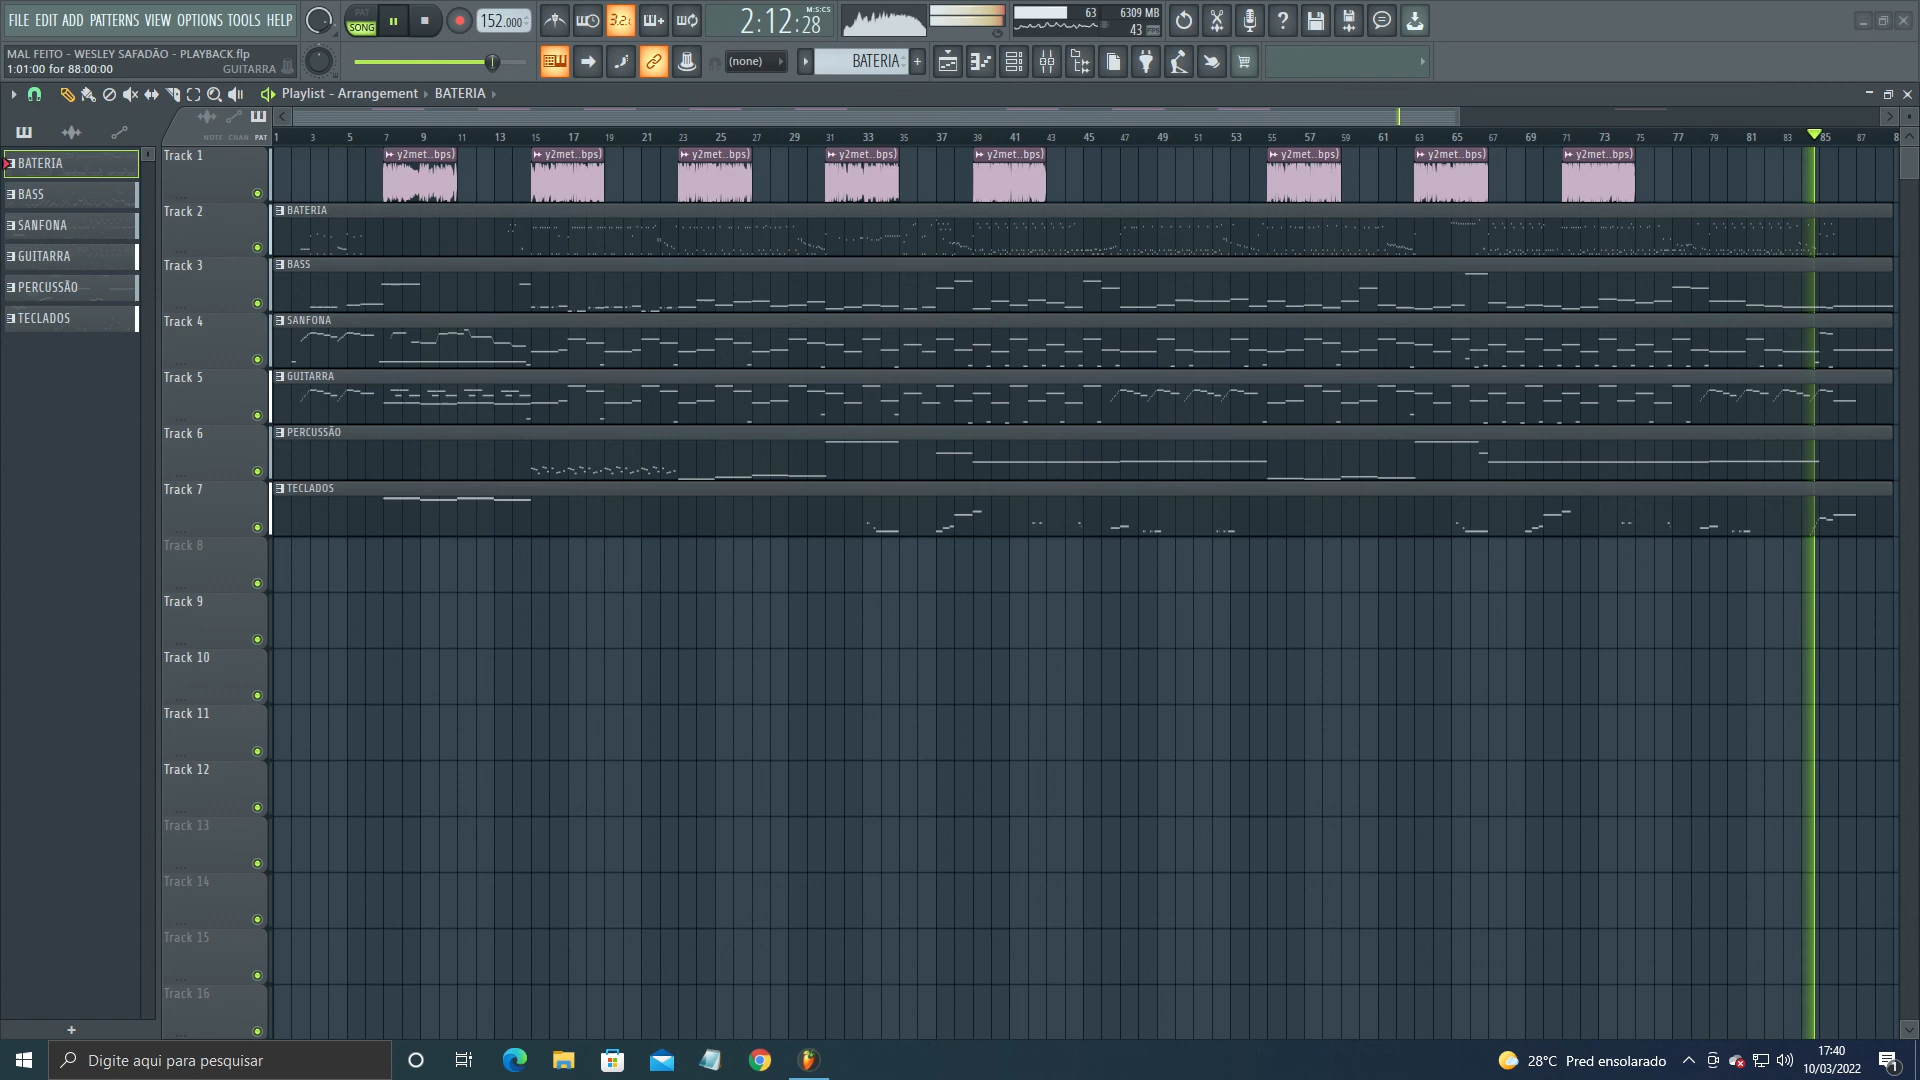 FILE EDIT ADD PATTERNS VIEW OPTIONS TOOLS HELP
PAT
SONG
152.000
3.2.
2:12:28
M:S:CS
63
6309 MB
43
MAL FEITO - WESLEY SAFADÃO - PLAYBACK.flp
1:01:00 for 88:00:00
GUITARRA
(none)
BATERIA
Playlist - Arrangement
BATERIA
NOTE CHAN PAT
1 3 5 7 9 11 13 15 17 19 21 23 25 27 29 31 33 35 37 39 41 43 45 47 49 51 53 55 57 59 61 63 65 67 69 71 73 75 77 79 81 83 85 87 8
BATERIA
BASS
SANFONA
GUITARRA
PERCUSSÃO
TECLADOS
Track 1
y2met..bps) y2met..bps) y2met..bps) y2met..bps) y2met..bps) y2met..bps) y2met..bps) y2met..bps)
Track 2
BATERIA
Track 3
BASS
Track 4
SANFONA
Track 5
GUITARRA
Track 6
PERCUSSÃO
Track 7
TECLADOS
Track 8
Track 9
Track 10
Track 11
Track 12
Track 13
Track 14
Track 15
Track 16
+
Digite aqui para pesquisar
28°C Pred ensolarado
17:40
10/03/2022
1